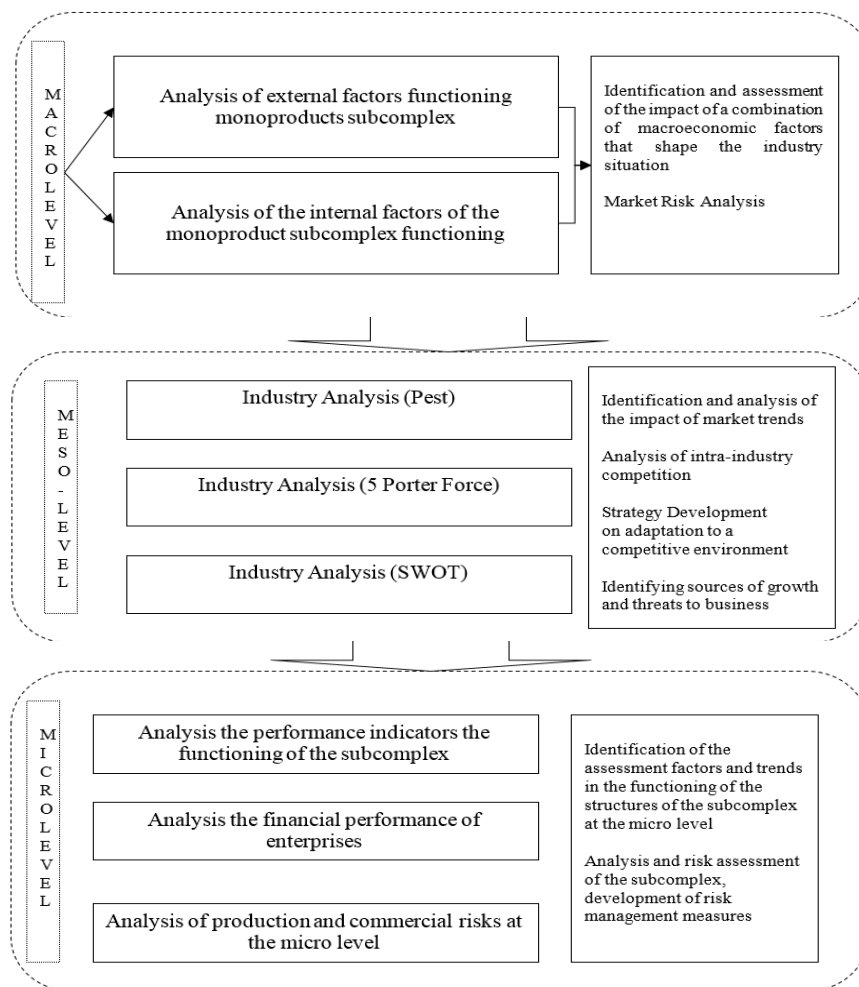 MACROLEVEL
Analysis of external factors functioning
monoproducts subcomplex
Analysis of the internal factors of the
monoproduct subcomplex functioning
Identification and assessment
of the impact of a combination
of macroeconomic factors
that shape the industry
situation
Market Risk Analysis
MESO-LEVEL
Industry Analysis (Pest)
Industry Analysis (5 Porter Force)
Industry Analysis (SWOT)
Identification and analysis of
the impact of market trends
Analysis of intra-industry
competition
Strategy Development
on adaptation to a
competitive environment
Identifying sources of growth
and threats to business
MICROLEVEL
Analysis the performance indicators the
functioning of the subcomplex
Analysis the financial performance of
enterprises
Analysis of production and commercial risks at
the micro level
Identification of the
assessment factors and trends
in the functioning of the
structures of the subcomplex
at the micro level
Analysis and risk assessment
of the subcomplex,
development of risk
management measures